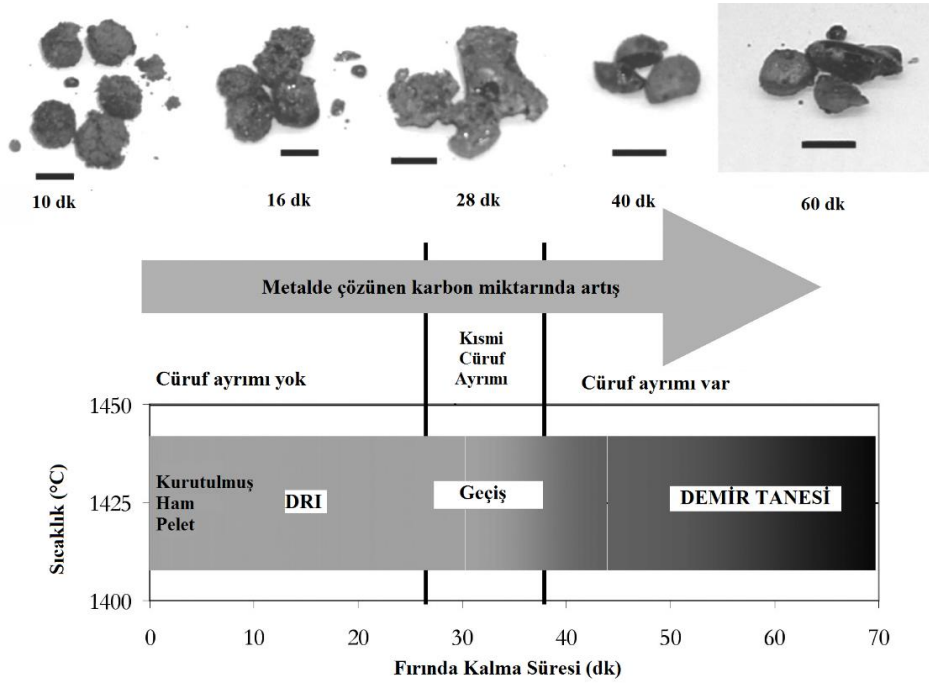 10 dk
16 dk
28 dk
40 dk
60 dk
Metalde çözünen karbon miktarında artış
Cüruf ayrımı yok
Kısmi
Cüruf
Ayrımı
Cüruf ayrımı var
1450
1425
1400
Sıcaklık (°C)
Kurutulmuş
Ham
Pelet
DRI
Geçiş
DEMİR TANESİ
0 10 20 30 40 50 60 70
Fırında Kalma Süresi (dk)